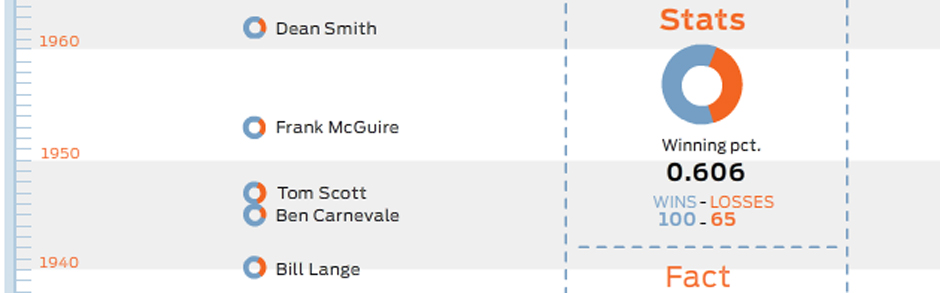 Dean Smith
1960
Frank McGuire
1950
Tom Scott
Ben Carnevale
1940
Bill Lange
Stats
Winning pct.
0.606
WINS - LOSSES
100 - 65
Fact